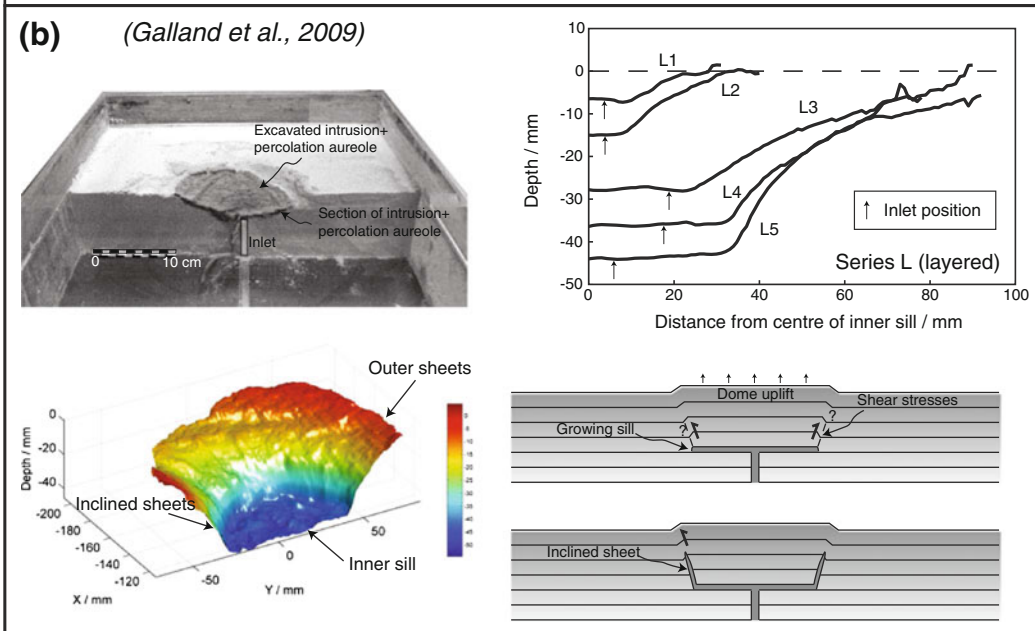 (b) (Galland et al., 2009)
Excavated intrusion+
percolation aureole
Section of intrusion+
percolation aureole
Inlet
0 10 cm
Depth / mm
10
0
-10
-20
-30
-40
-50
L1
L2
L3
L4
L5
↑ Inlet position
Series L (layered)
0 20 40 60 80 100
Distance from centre of inner sill / mm
Outer sheets
Depth / mm
0
-20
-40
Inclined sheets
Inner sill
-200
-180
-160
-140
-120
X / mm
-50
0
50
Y / mm
Dome uplift
Shear stresses
? ?
Growing sill
Inclined sheet